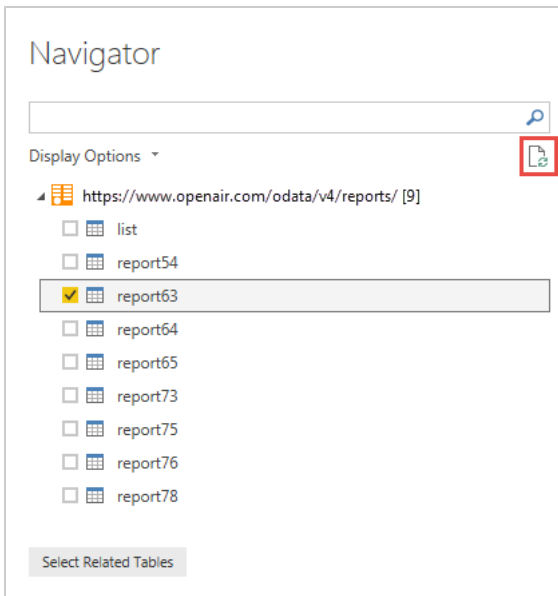 Navigator
Display Options
https://www.openair.com/odata/v4/reports/ [9]
list
report54
report63
report64
report65
report73
report75
report76
report78
Select Related Tables